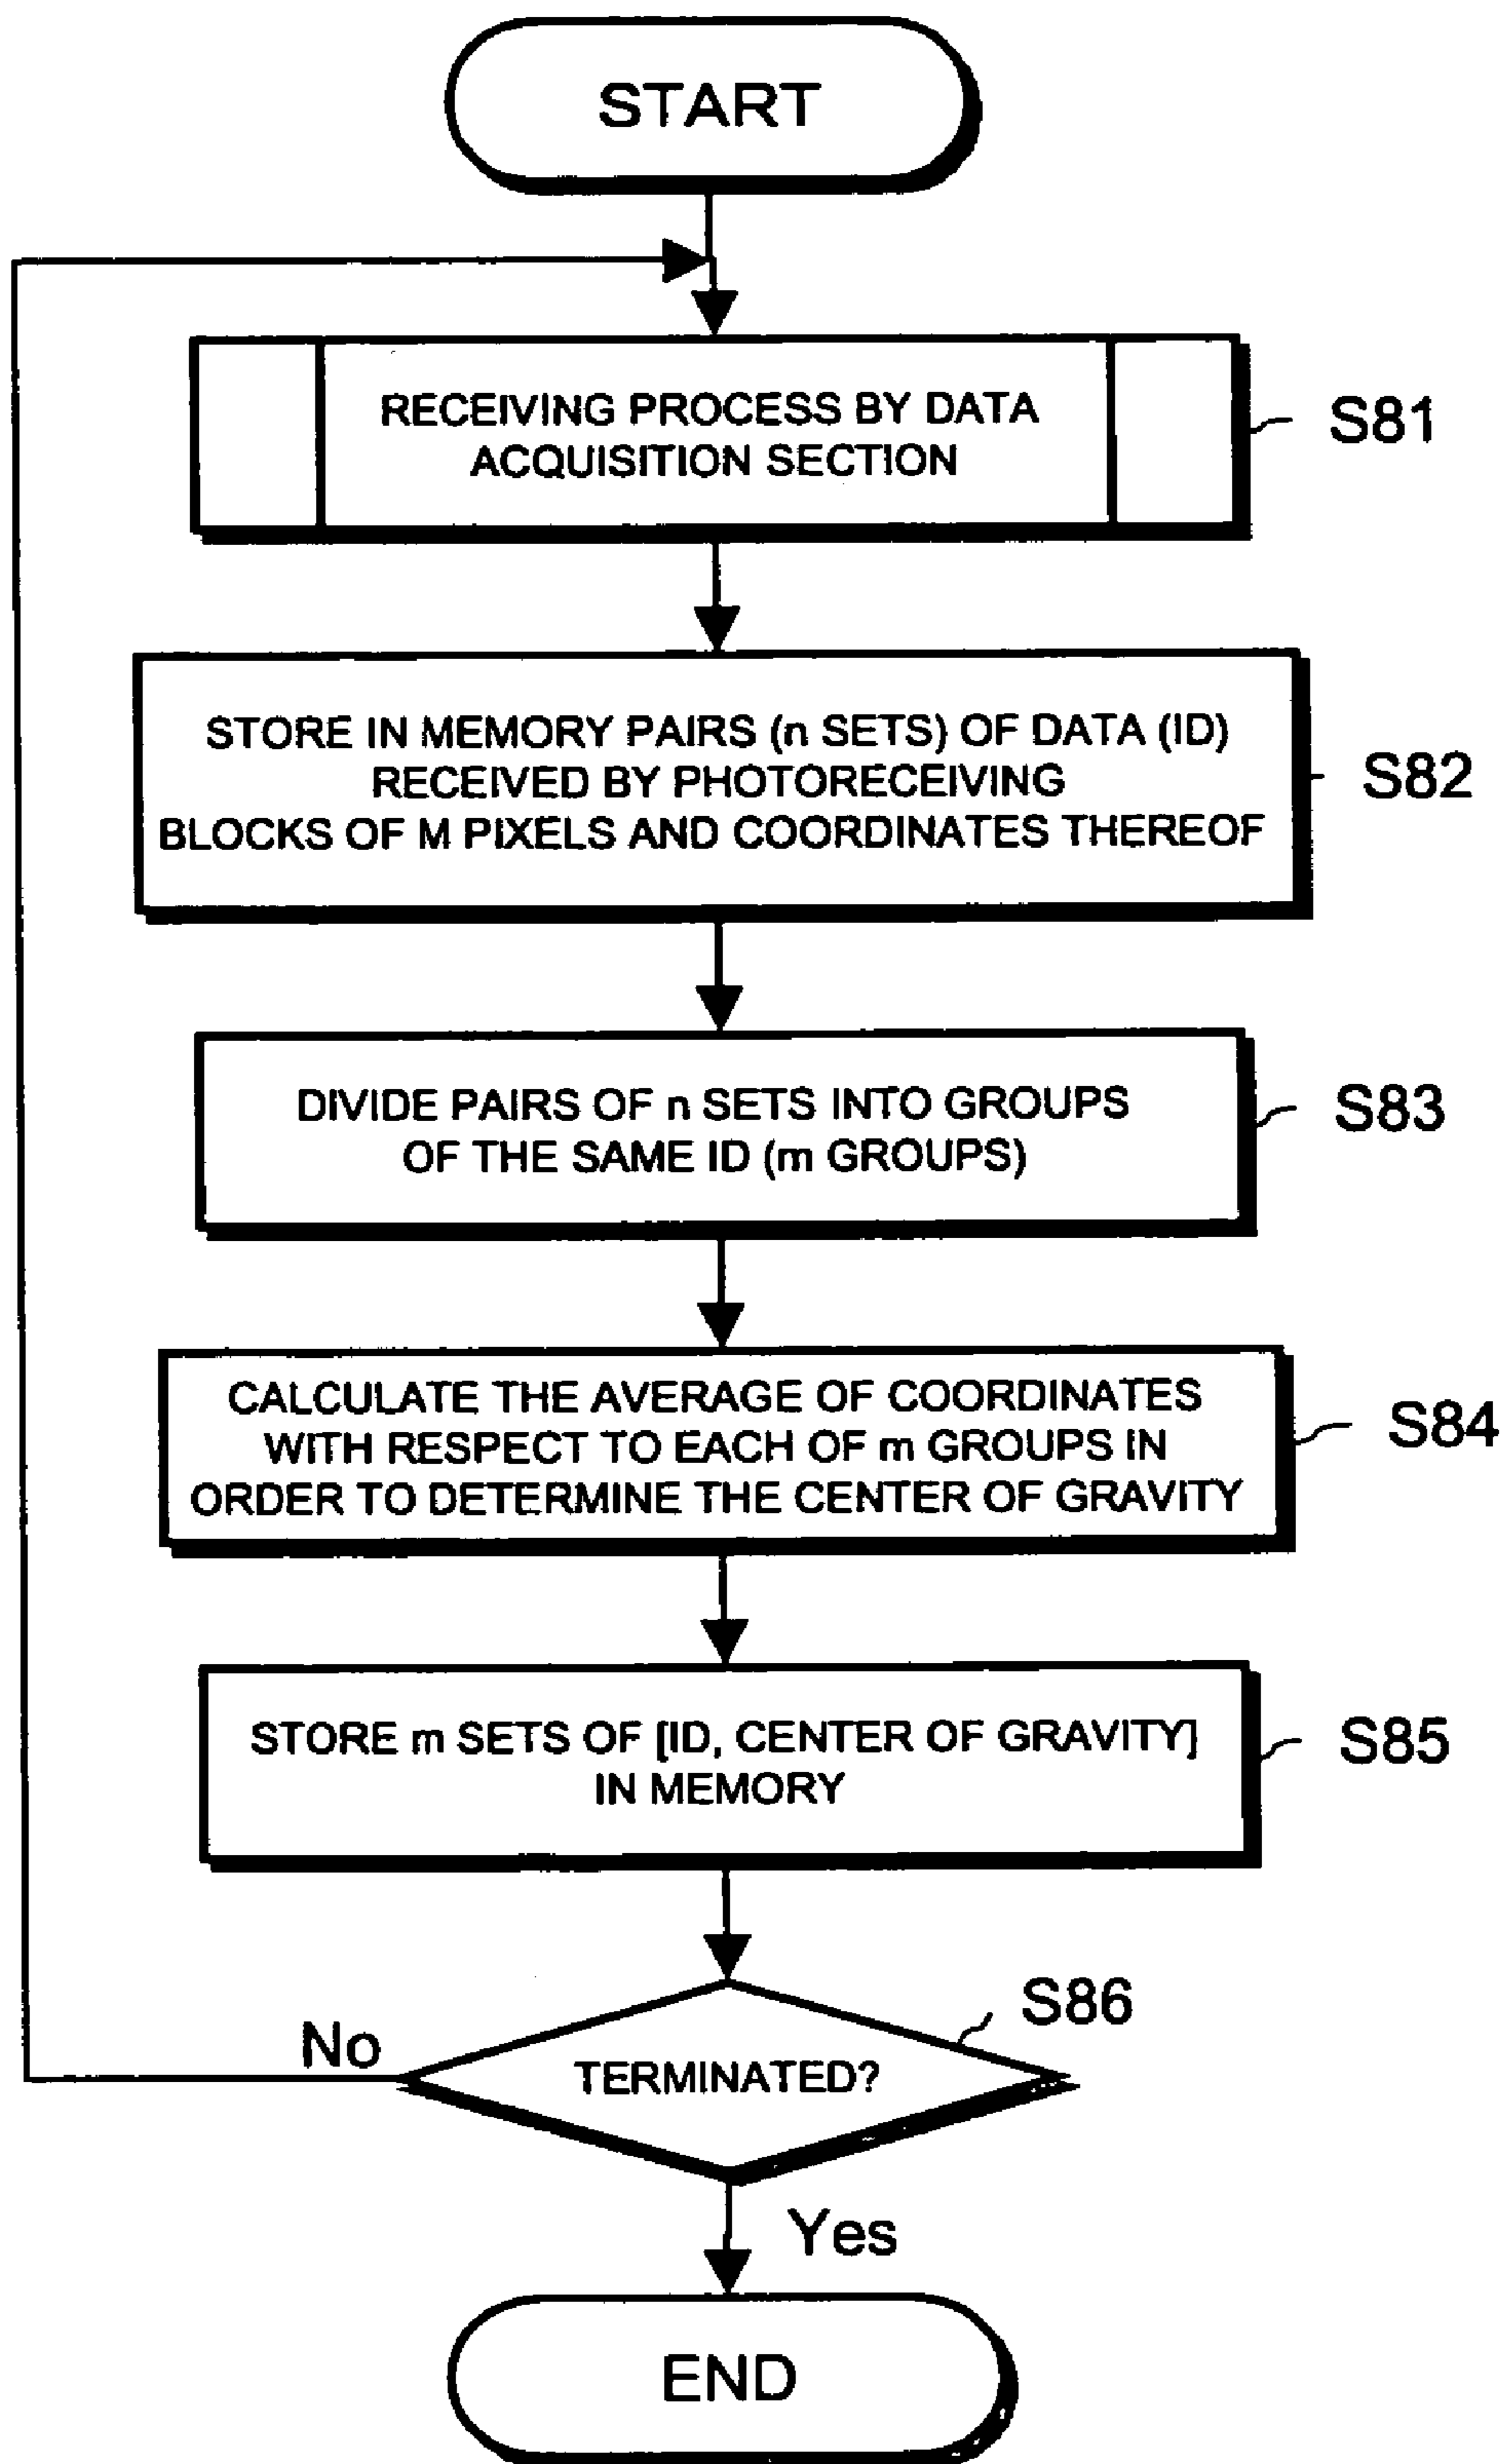 START
RECEIVING PROCESS BY DATA
ACQUISITION SECTION
S81
STORE IN MEMORY PAIRS (n SETS) OF DATA (ID)
RECEIVED BY PHOTORECEIVING
BLOCKS OF M PIXELS AND COORDINATES THEREOF
S82
DIVIDE PAIRS OF n SETS INTO GROUPS
OF THE SAME ID (m GROUPS)
S83
CALCULATE THE AVERAGE OF COORDINATES
WITH RESPECT TO EACH OF m GROUPS IN
ORDER TO DETERMINE THE CENTER OF GRAVITY
S84
STORE m SETS OF [ID, CENTER OF GRAVITY]
IN MEMORY
S85
S86
No
TERMINATED?
Yes
END